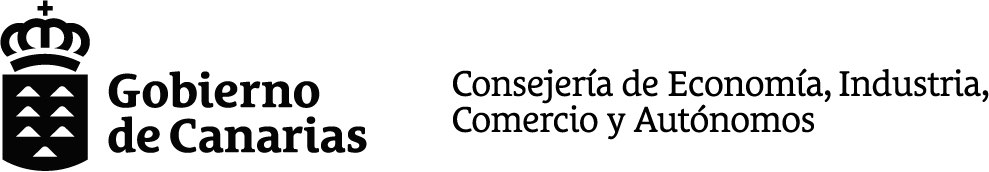 Gobierno
de Canarias
Consejería de Economía, Industria,
Comercio y Autónomos